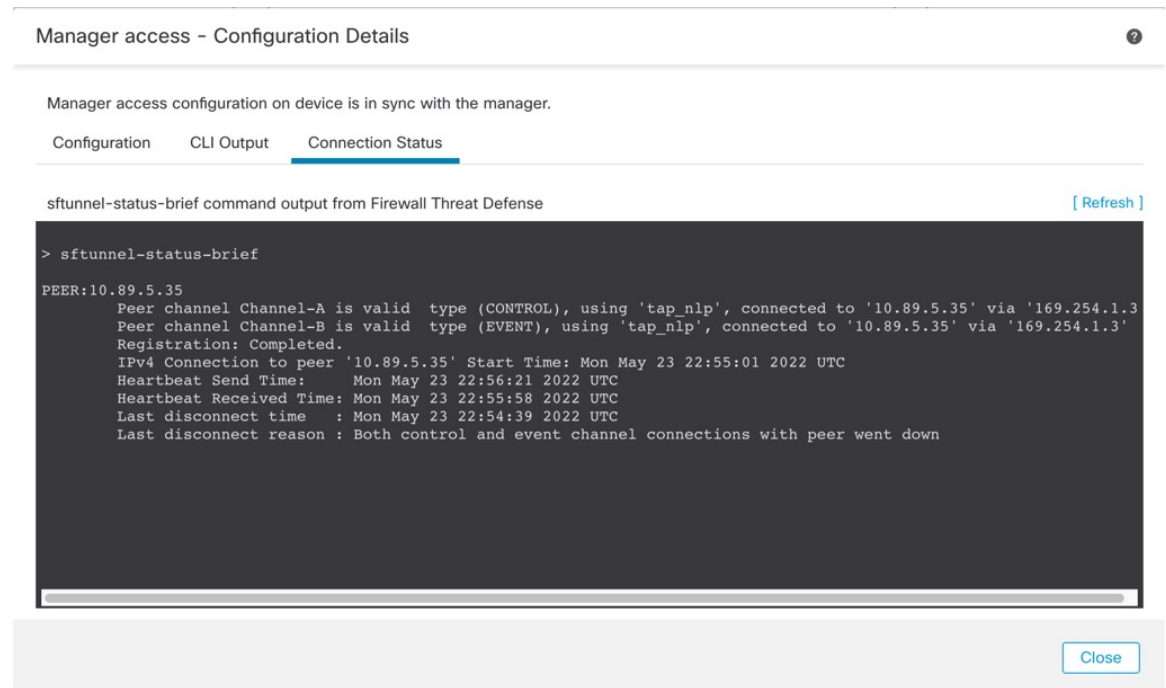 Manager access - Configuration Details
?
Manager access configuration on device is in sync with the manager.
Configuration CLI Output Connection Status
sftunnel-status-brief command output from Firewall Threat Defense [ Refresh ]
> sftunnel-status-brief
PEER:10.89.5.35
Peer channel Channel-A is valid type (CONTROL), using 'tap_nlp', connected to '10.89.5.35' via '169.254.1.3
Peer channel Channel-B is valid type (EVENT), using 'tap_nlp', connected to '10.89.5.35' via '169.254.1.3'
Registration: Completed.
IPv4 Connection to peer '10.89.5.35' Start Time: Mon May 23 22:55:01 2022 UTC
Heartbeat Send Time: Mon May 23 22:56:21 2022 UTC
Heartbeat Received Time: Mon May 23 22:55:58 2022 UTC
Last disconnect time : Mon May 23 22:54:39 2022 UTC
Last disconnect reason : Both control and event channel connections with peer went down
Close